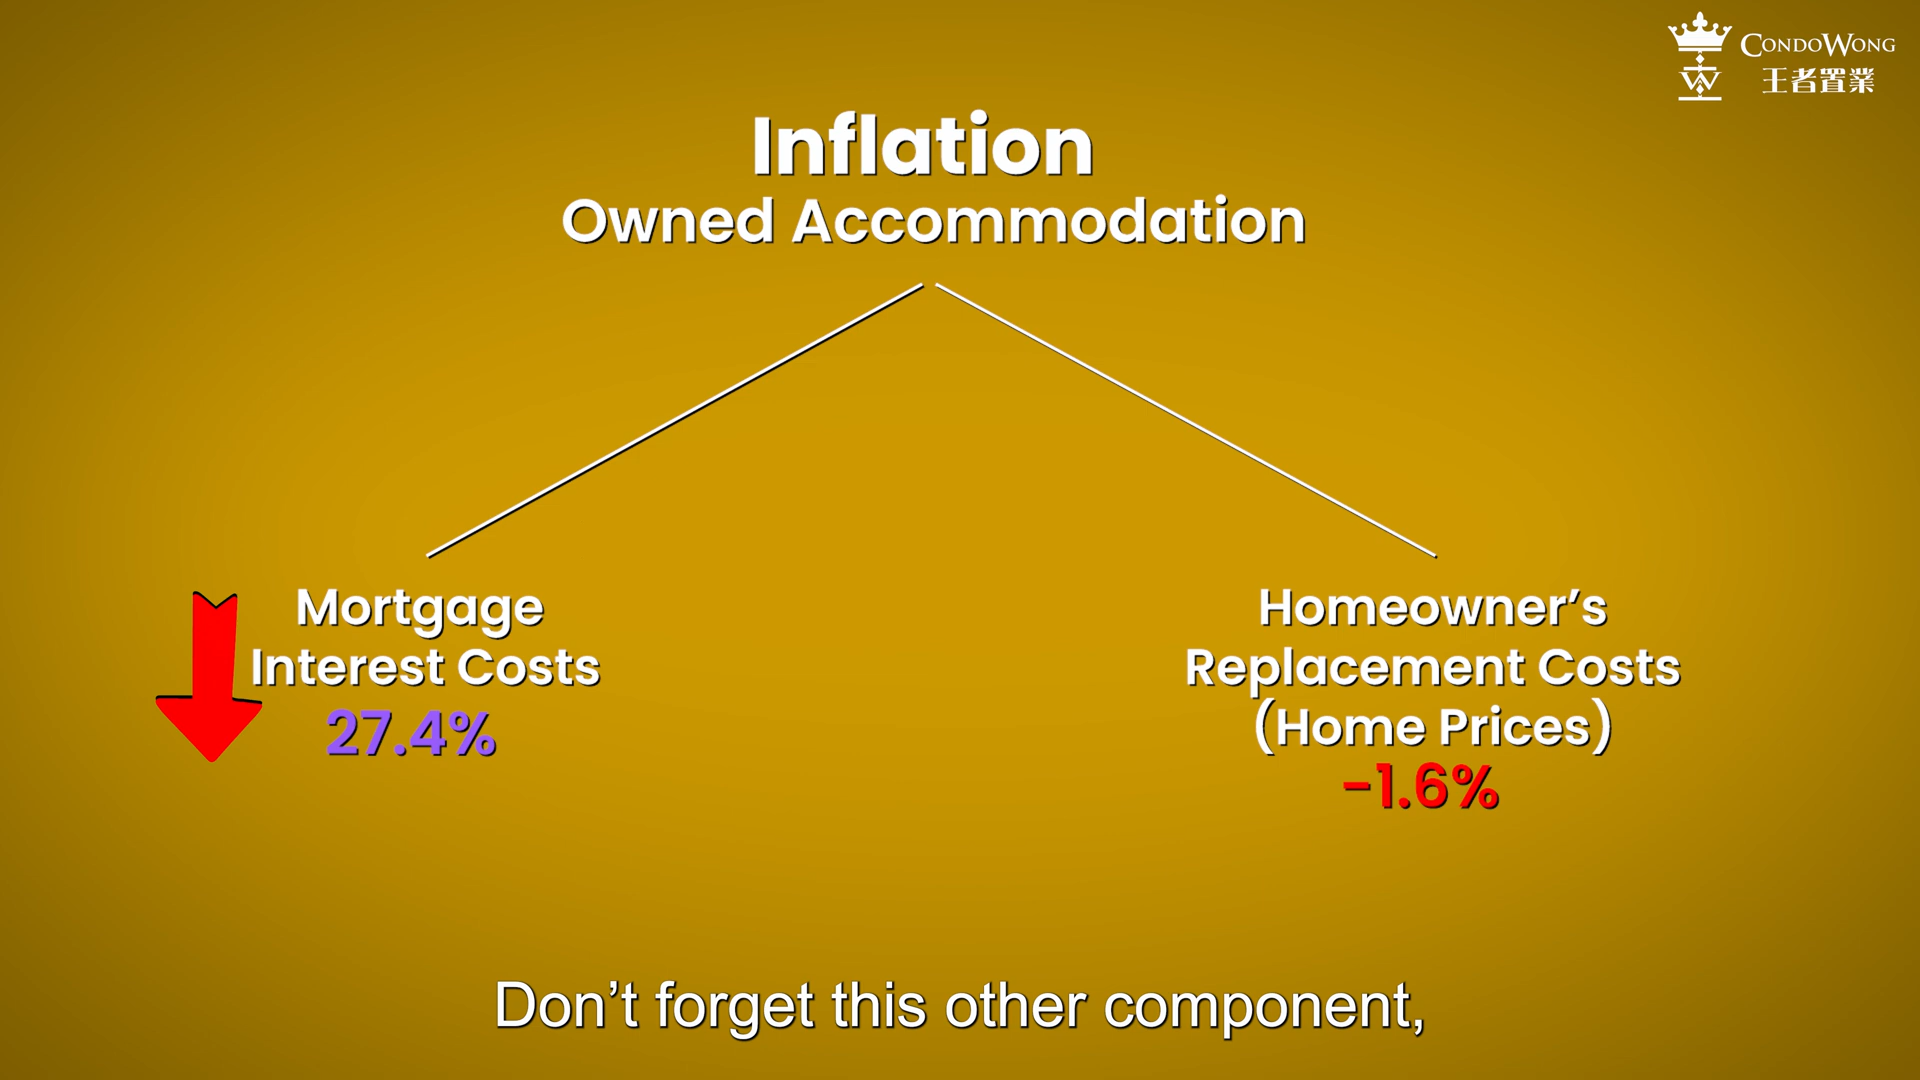 CondoWong
王者置業
Inflation
Owned Accommodation
Mortgage
Interest Costs
27.4%
Homeowner’s
Replacement Costs
(Home Prices)
-1.6%
Don’t forget this other component,